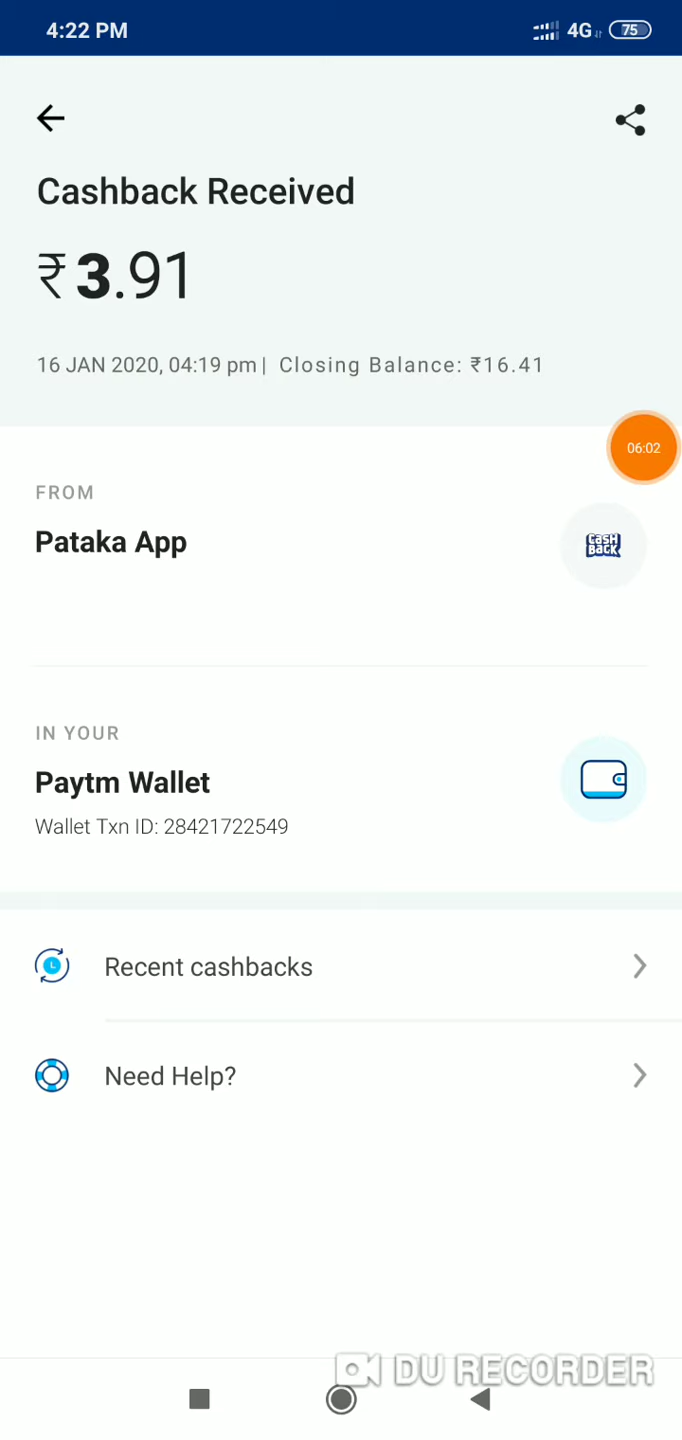 4:22 PM
4G 75
Cashback Received
₹3.91
16 JAN 2020, 04:19 pm| Closing Balance: ₹16.41
06:02
FROM
Pataka App
CASH
BACK
IN YOUR
Paytm Wallet
Wallet Txn ID: 28421722549
Recent cashbacks
Need Help?
DU RECORDER